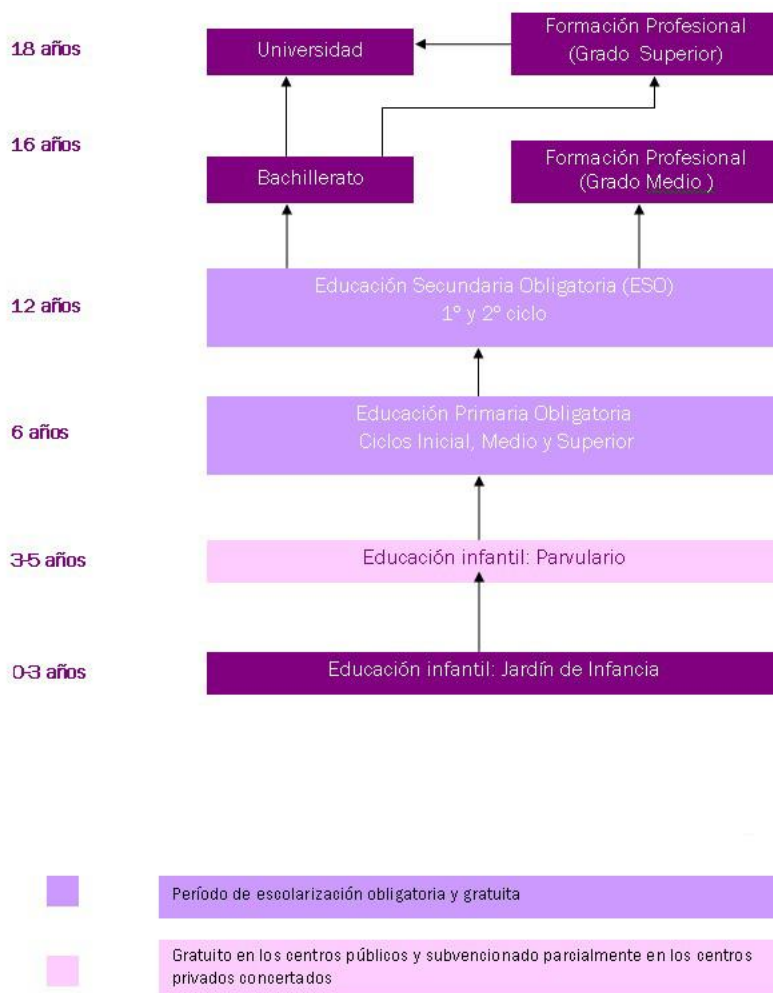 18 años
Universidad
Formación Profesional
(Grado Superior)
16 años
Bachillerato
Formación Profesional
(Grado Medio )
12 años
Educación Secundaria Obligatoria (ESO)
1º y 2º ciclo
6 años
Educación Primaria Obligatoria
Ciclos Inicial, Medio y Superior
3-5 años
Educación infantil: Parvulario
0-3 años
Educación infantil: Jardín de Infancia
Período de escolarización obligatoria y gratuita
Gratuito en los centros públicos y subvencionado parcialmente en los centros
privados concertados